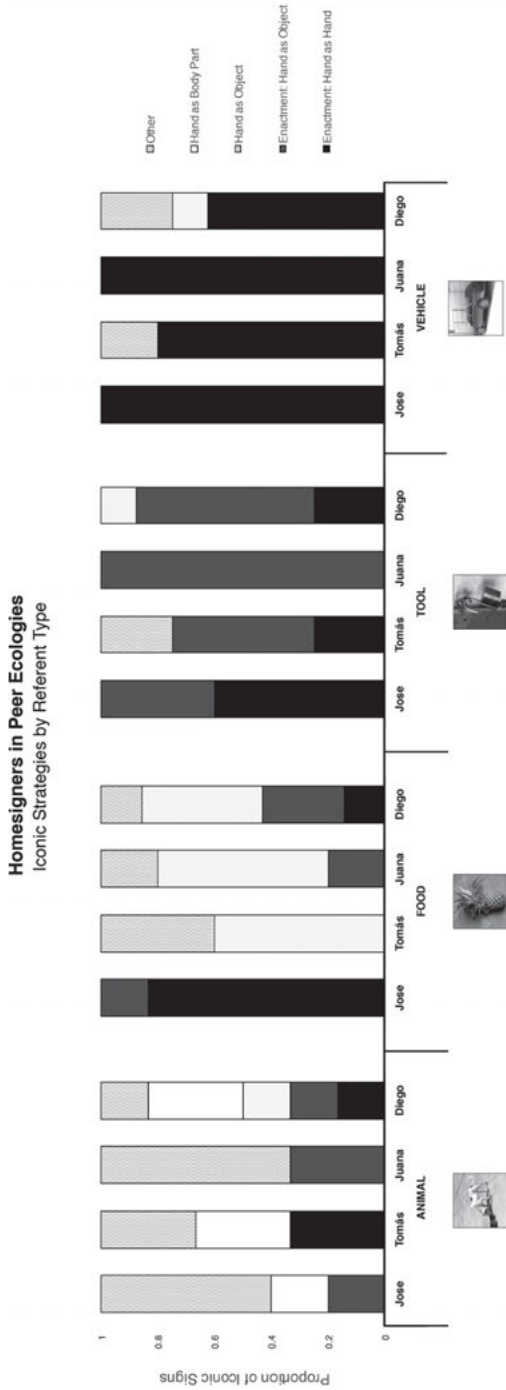 Homesigners in Peer Ecologies
Iconic Strategies by Referent Type
Proportion of Iconic Signs
1
0.8
0.6
0.4
0.2
0
Jose Tomás Juana Diego
ANIMAL
Jose Tomás Juana Diego
FOOD
Jose Tomás Juana Diego
TOOL
Jose Tomás Juana Diego
VEHICLE
Other
Hand as Body Part
Hand as Object
Enactment: Hand as Object
Enactment: Hand as Hand